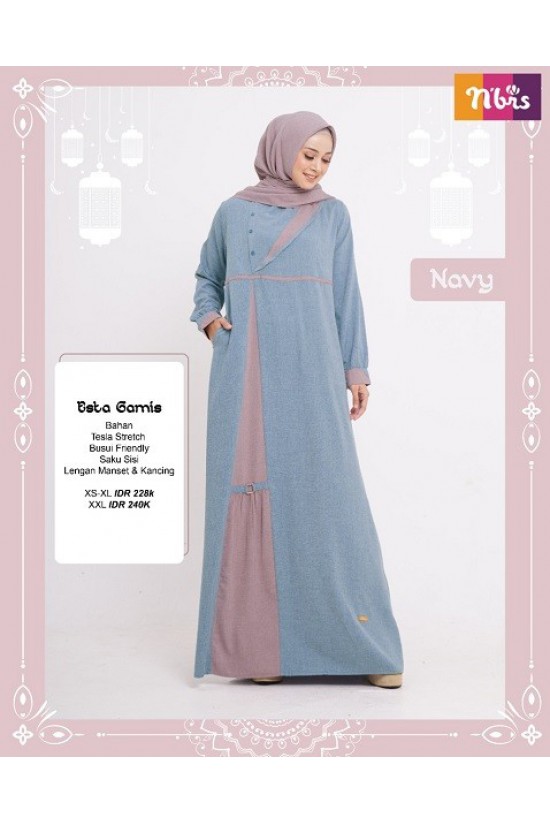 N'brs
Navy
Esta Gamis
Bahan
Tesla Stretch
Busui Friendly
Saku Sisi
Lengan Manset & Kancing
XS-XL IDR 228k
XXL IDR 240K